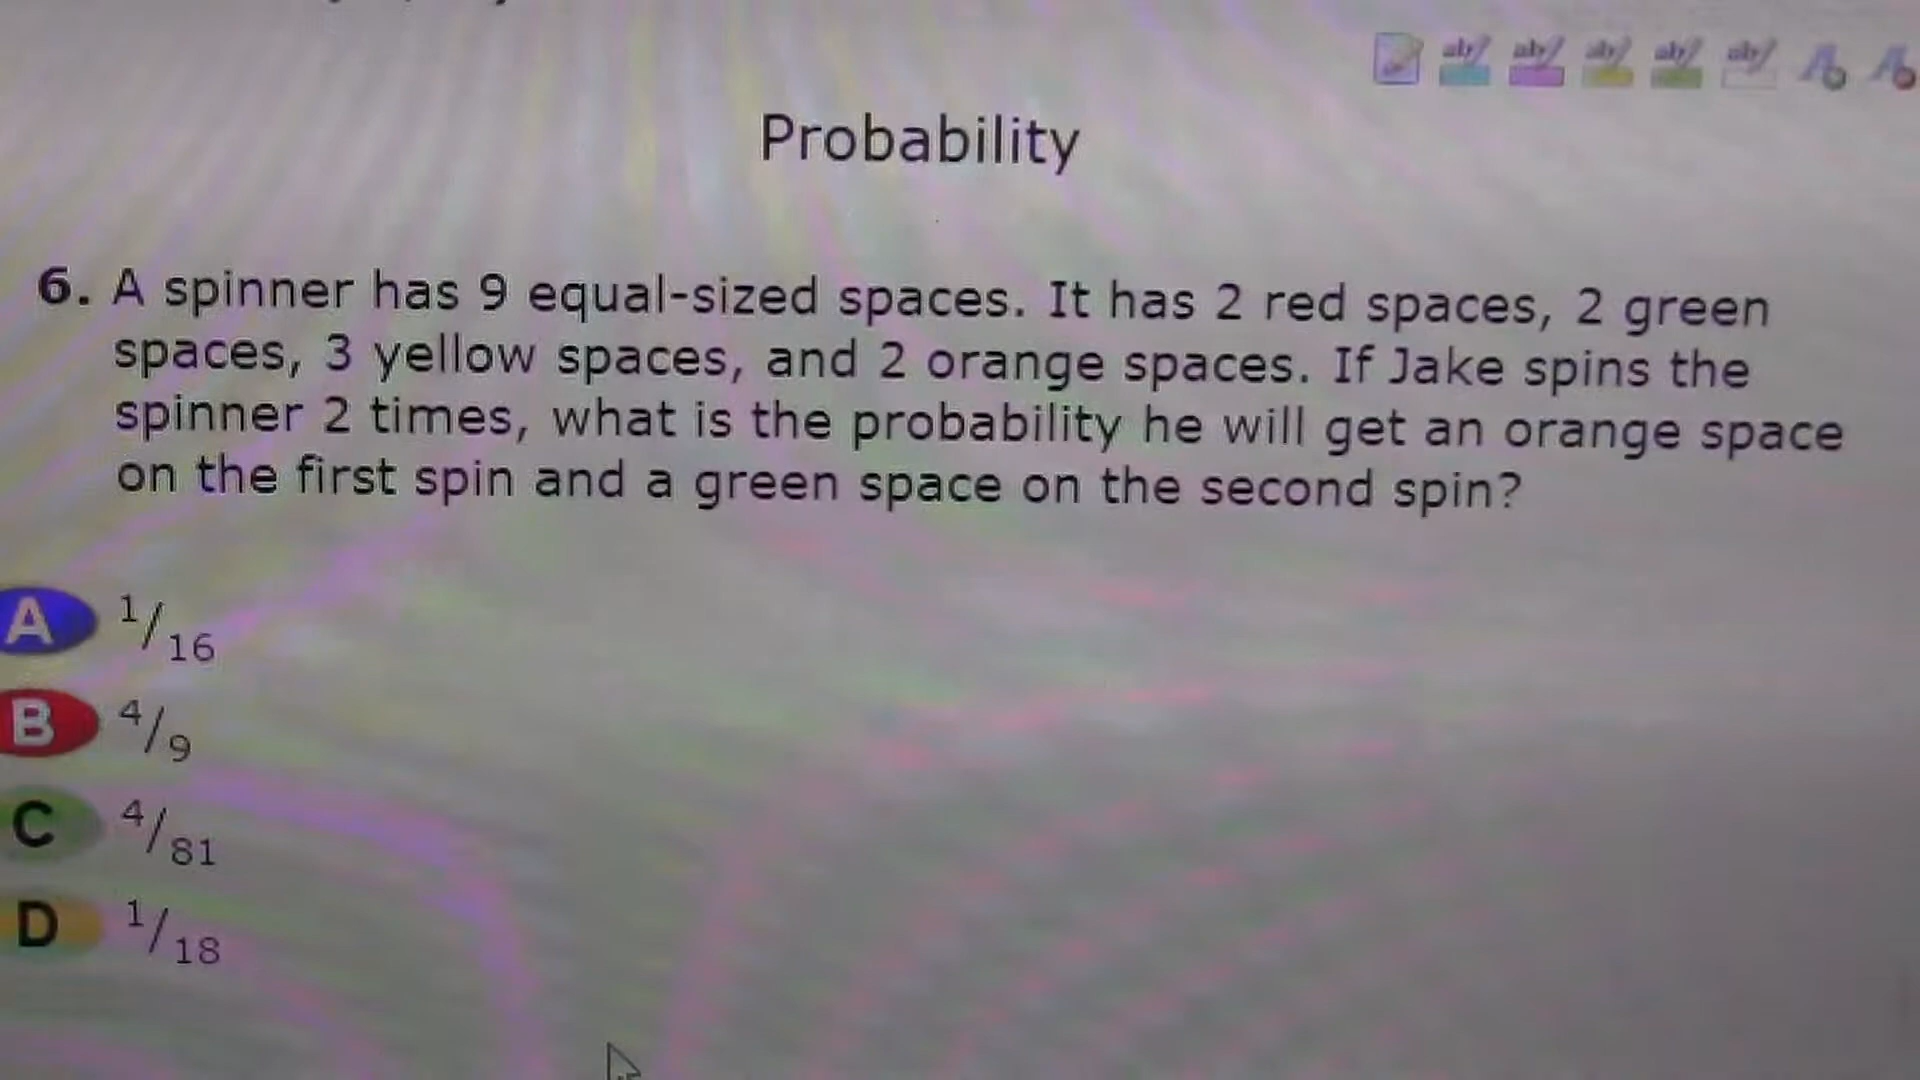 Probability
6. A spinner has 9 equal-sized spaces. It has 2 red spaces, 2 green
spaces, 3 yellow spaces, and 2 orange spaces. If Jake spins the
spinner 2 times, what is the probability he will get an orange space
on the first spin and a green space on the second spin?
A 1/16
B 4/9
C 4/81
D 1/18